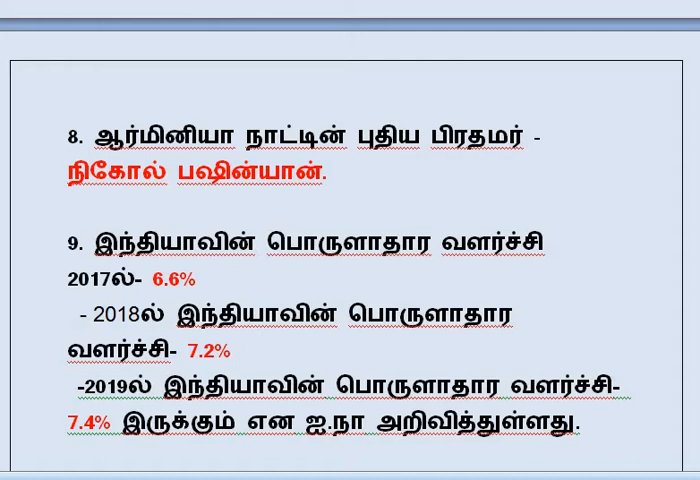 8. ஆர்மினியா நாட்டின் புதிய பிரதமர் -
நிகோல் பஷின்யான்.
9. இந்தியாவின் பொருளாதார வளர்ச்சி
2017ல்- 6.6%
- 2018ல் இந்தியாவின் பொருளாதார
வளர்ச்சி- 7.2%
-2019ல் இந்தியாவின் பொருளாதார வளர்ச்சி-
7.4% இருக்கும் என ஐ.நா அறிவித்துள்ளது.